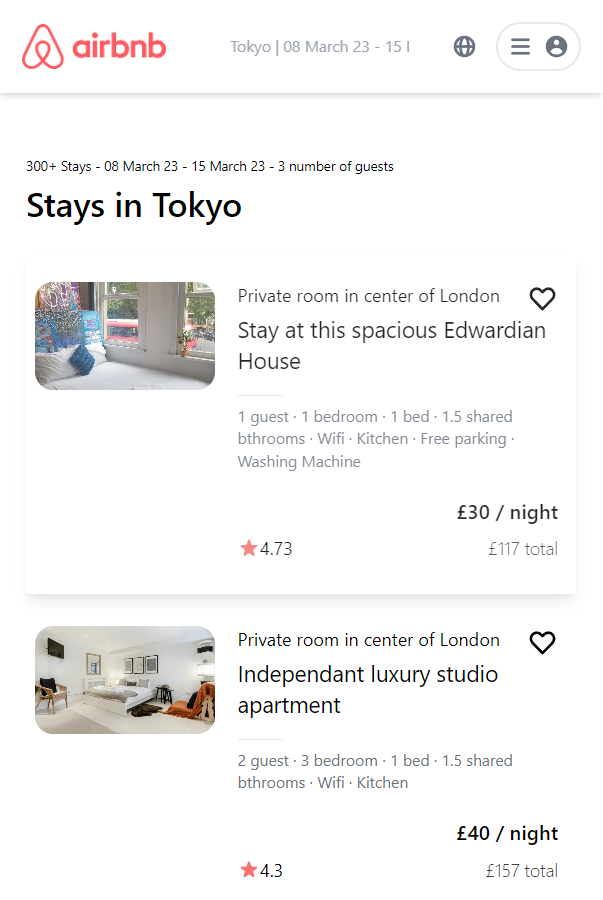 airbnb
Tokyo | 08 March 23 - 15 I
300+ Stays - 08 March 23 - 15 March 23 - 3 number of guests
Stays in Tokyo
Private room in center of London
Stay at this spacious Edwardian
House
1 guest · 1 bedroom · 1 bed · 1.5 shared
bthrooms · Wifi · Kitchen · Free parking ·
Washing Machine
£30 / night
4.73
£117 total
Private room in center of London
Independant luxury studio
apartment
2 guest · 3 bedroom · 1 bed · 1.5 shared
bthrooms · Wifi · Kitchen
£40 / night
4.3
£157 total